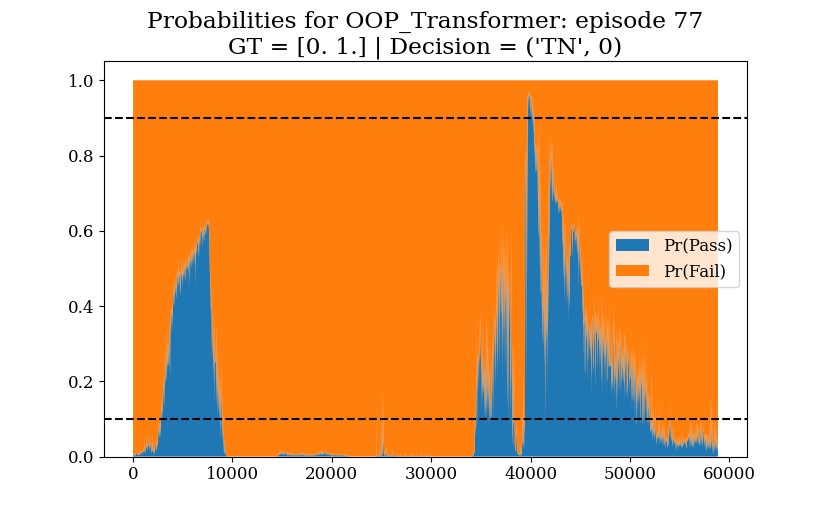 Probabilities for OOP_Transformer: episode 77
GT = [0. 1.] | Decision = ('TN', 0)
1.0
0.8
0.6
0.4
0.2
0.0
Pr(Pass)
Pr(Fail)
0 10000 20000 30000 40000 50000 60000